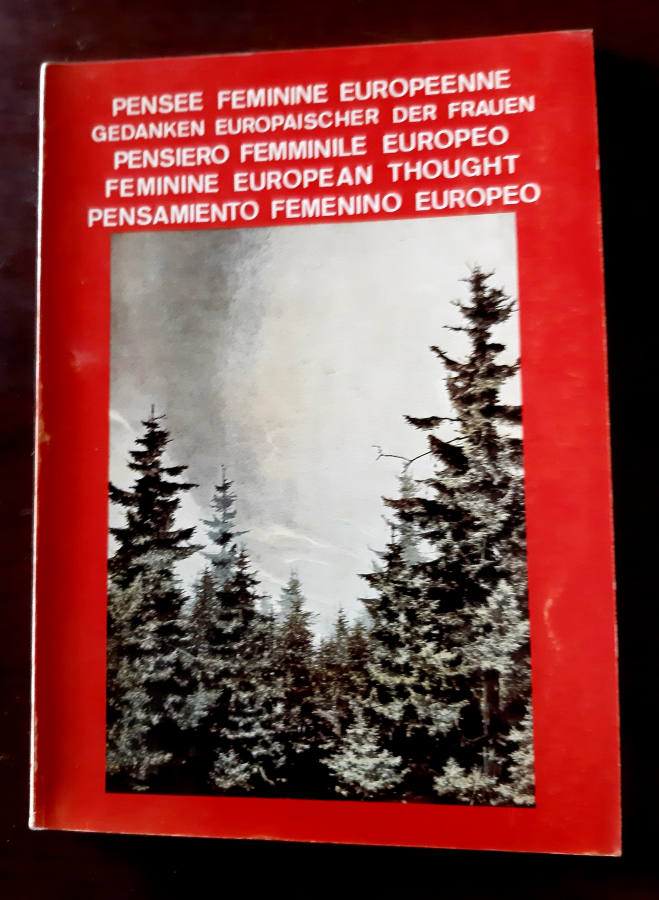 PENSEE FEMININE EUROPEENNE
GEDANKEN EUROPAISCHER DER FRAUEN
PENSIERO FEMMINILE EUROPEO
FEMININE EUROPEAN THOUGHT
PENSAMIENTO FEMENINO EUROPEO